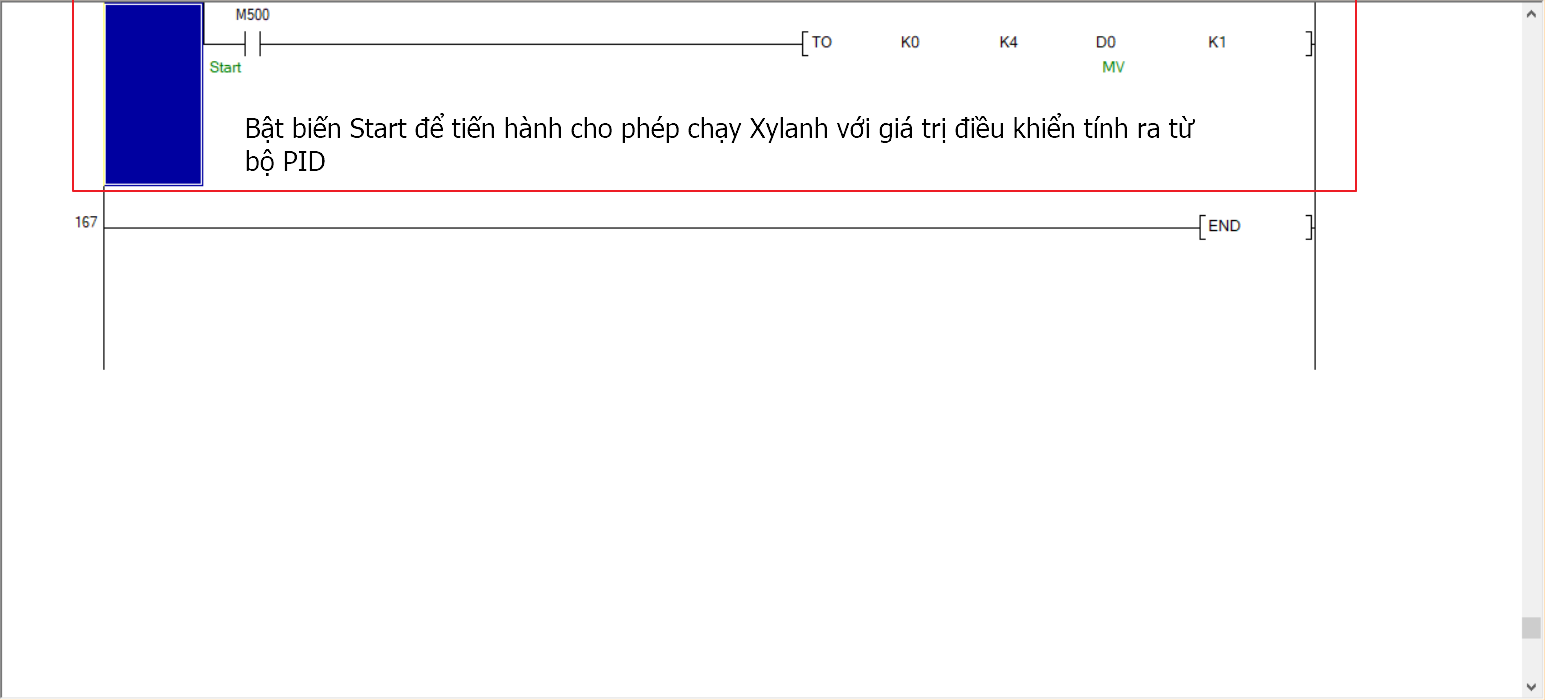 M500
TO K0 K4 D0 K1
Start MV
Bật biến Start để tiến hành cho phép chạy Xylanh với giá trị điều khiển tính ra từ
bộ PID
167 END